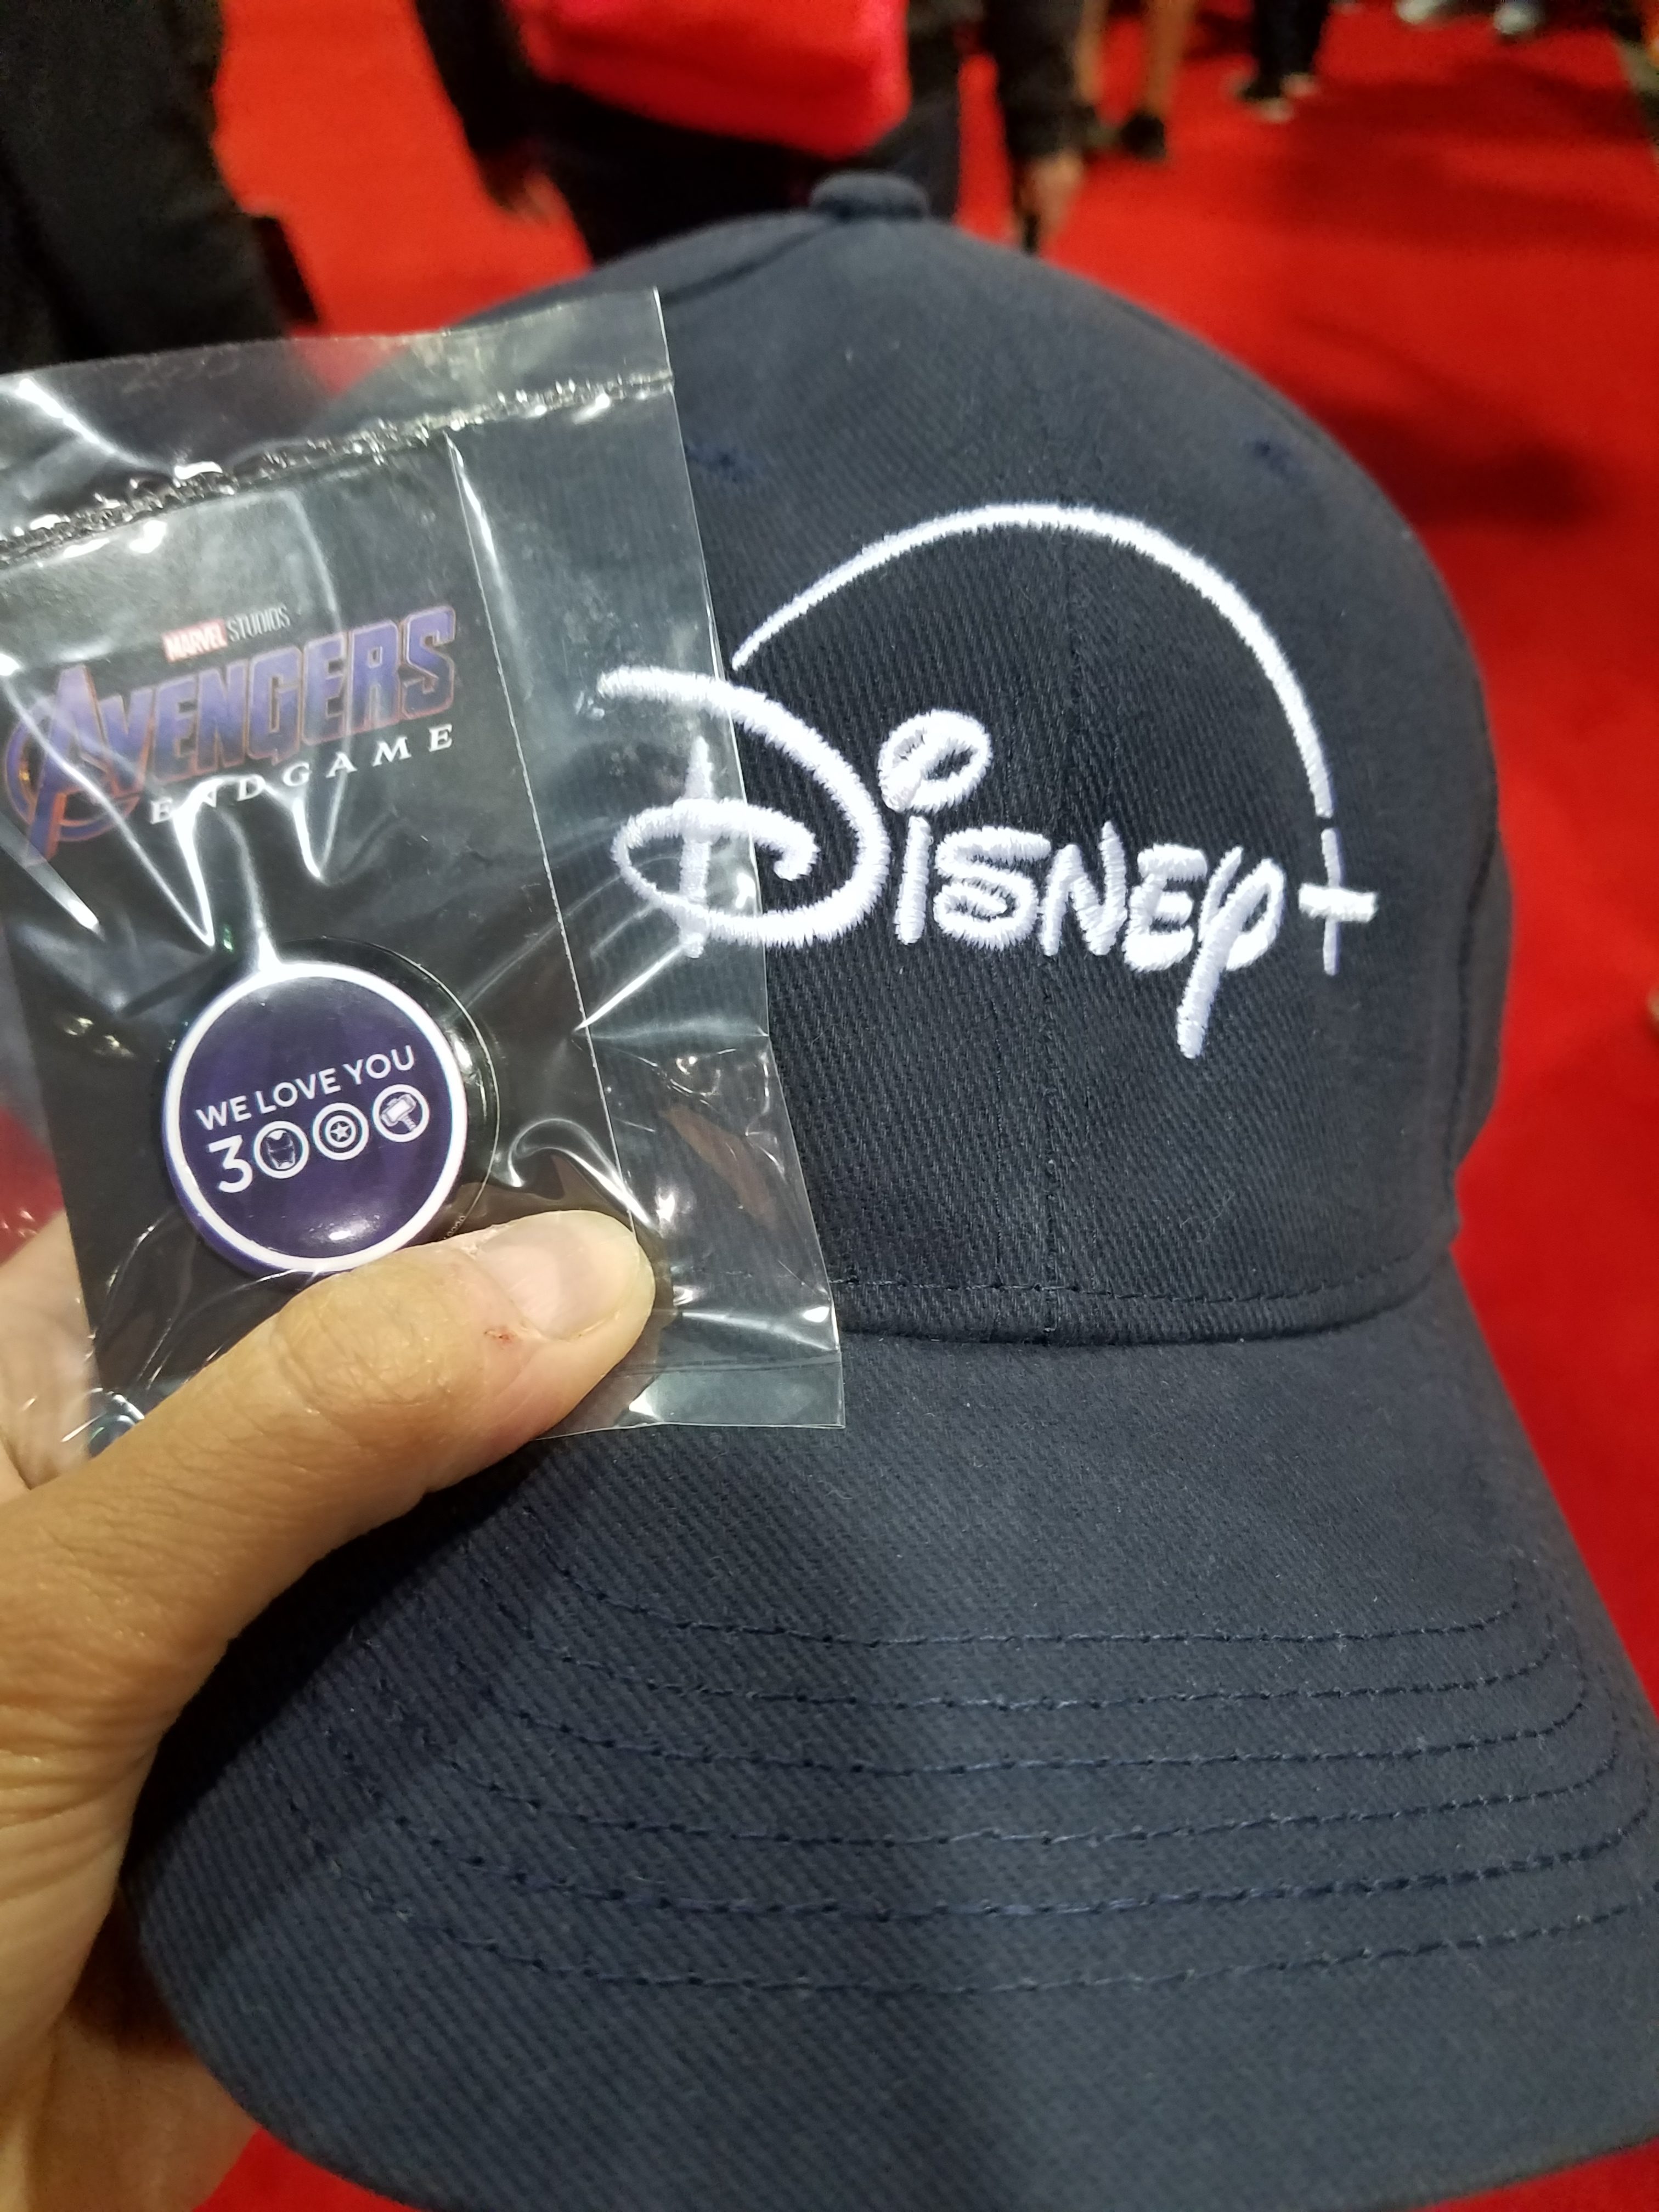 MARVEL STUDIOS
AVENGERS
ENDGAME
WE LOVE YOU
3000
Disney+